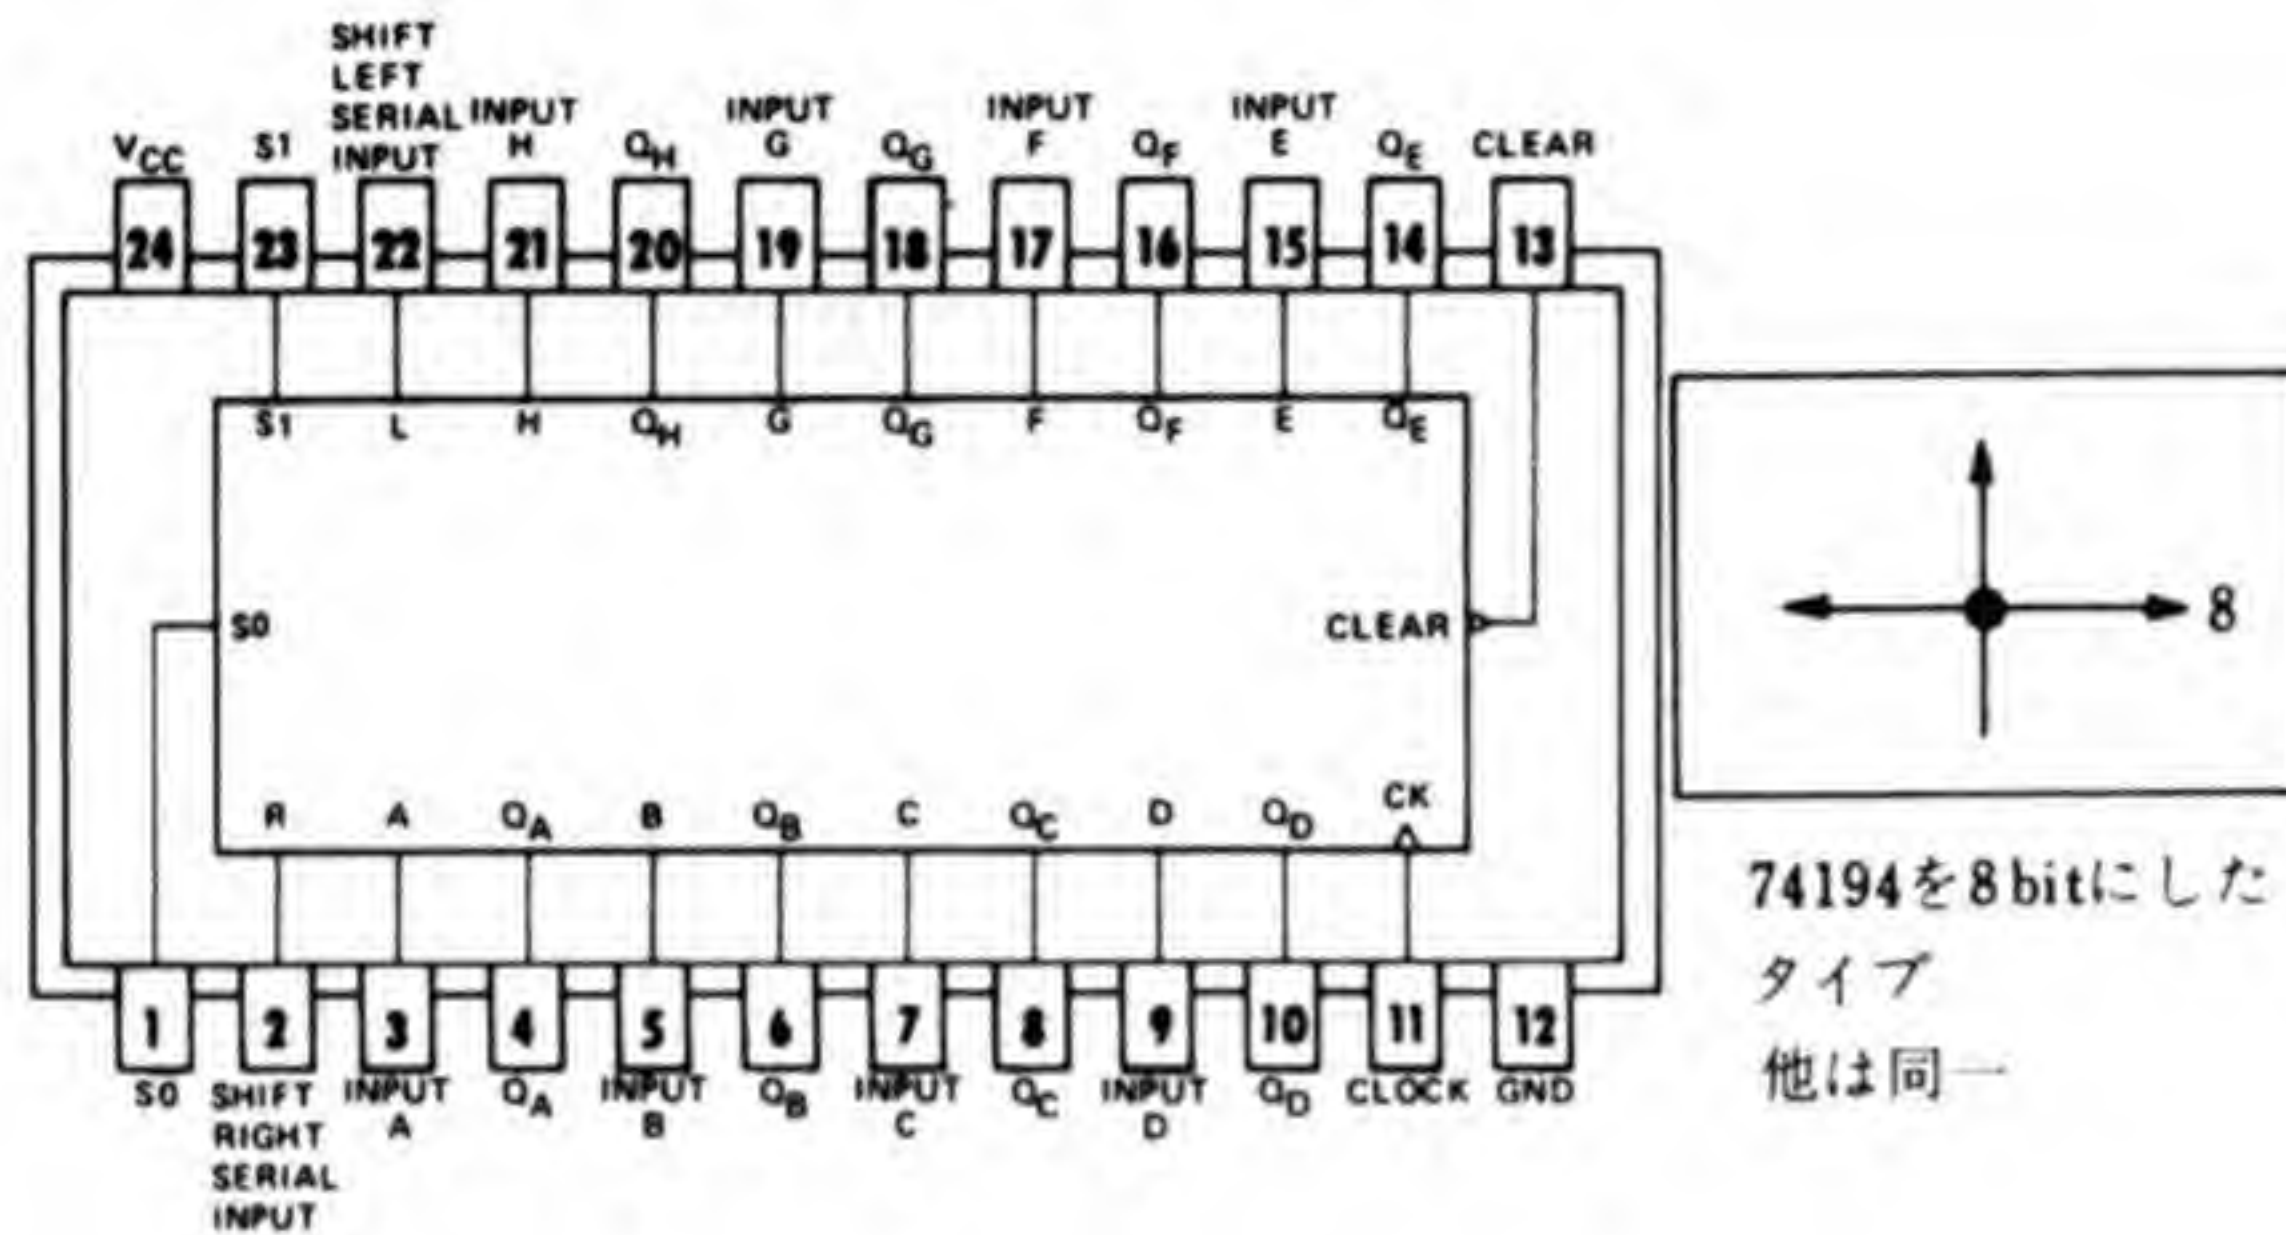 SHIFT
LEFT
SERIAL INPUT INPUT INPUT INPUT
VCC S1 INPUT H QH G QG F QF E QE CLEAR
24 23 22 21 20 19 18 17 16 15 14 13
S1 L H QH G QG F QF E QE
S0 CLEAR
8
R A QA B QB C QC D QD CK
74194を8bitにした
タイプ
他は同一
1 2 3 4 5 6 7 8 9 10 11 12
S0 SHIFT INPUT QA INPUT QB INPUT QC INPUT QD CLOCK GND
RIGHT A B C D
SERIAL
INPUT